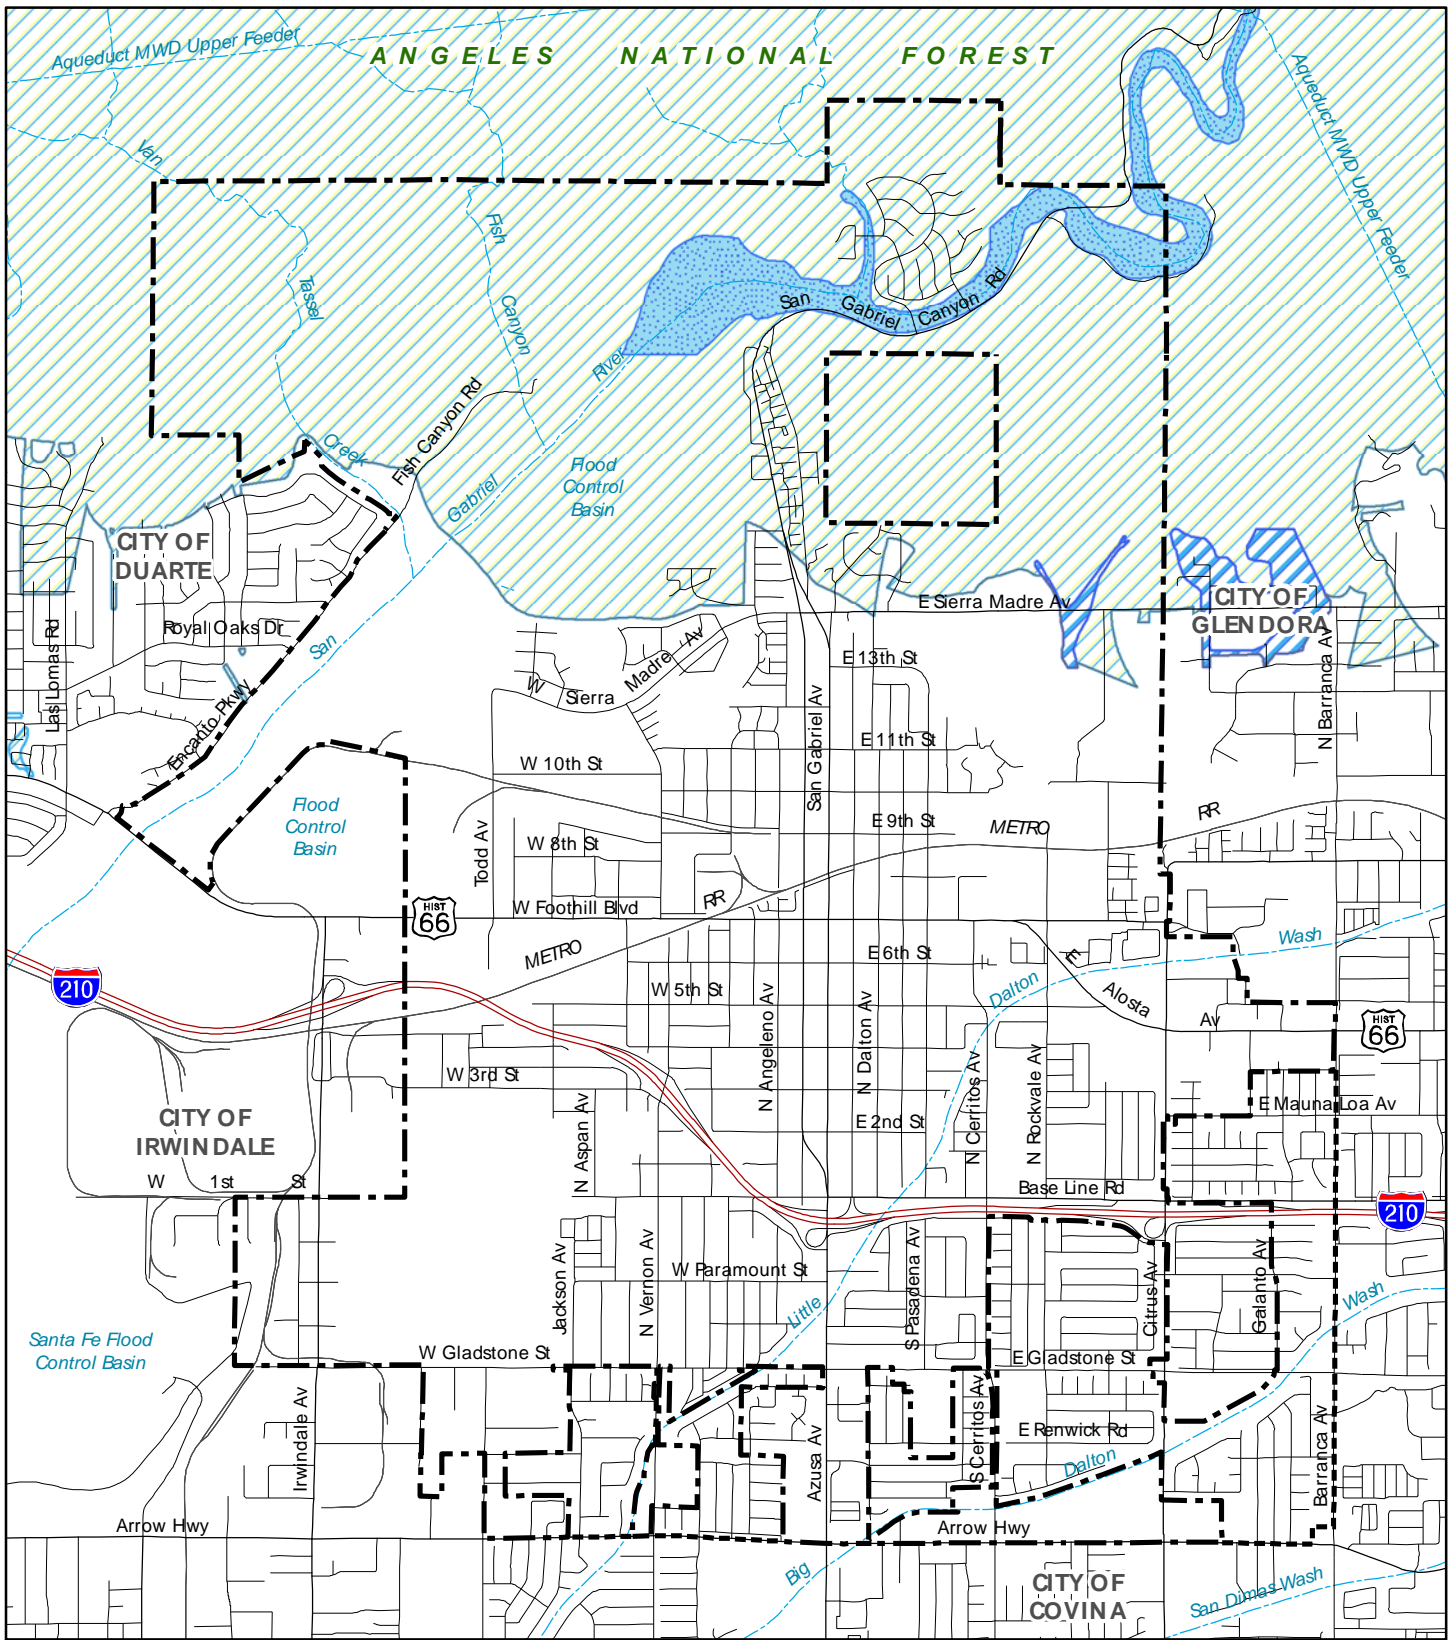 Aqueduct MWD Upper Feeder
ANGELES NATIONAL FOREST
Aqueduct MWD Upper Feeder
Van
Tassel
Creek
Fish
Canyon
San Gabriel Canyon Rd
River
Fish Canyon Rd
Gabriel
San
Flood
Control
Basin
CITY OF
DUARTE
CITY OF
GLENDORA
E Sierra Madre Av
Royal Oaks Dr
Las Lomas Rd
Encanto Pkwy
W Sierra Madre Av
E 13th St
San Gabriel Av
N Barranca Av
E 11th St
W 10th St
Flood
Control
Basin
E 9th St
METRO
RR
Todd Av
W 8th St
HIST
66
W Foothill Blvd
RR
METRO
E 6th St
Wash
Dalton
E
Alosta
Av
210
W 5th St
N Angeleno Av
N Dalton Av
HIST
66
W 3rd St
N Cerritos Av
N Rockvale Av
E Mauna Loa Av
N Aspan Av
E 2nd St
CITY OF
IRWINDALE
W 1st St
Base Line Rd
210
Jackson Av
N Vernon Av
W Paramount St
S Pasadena Av
Citrus Av
Galanto Av
Little
Wash
Santa Fe Flood
Control Basin
W Gladstone St
E Gladstone St
Irwindale Av
Azusa Av
S Cerritos Av
E Renwick Rd
Barranca Av
Dalton
Arrow Hwy
Arrow Hwy
Big
CITY OF
COVINA
San Dimas Wash